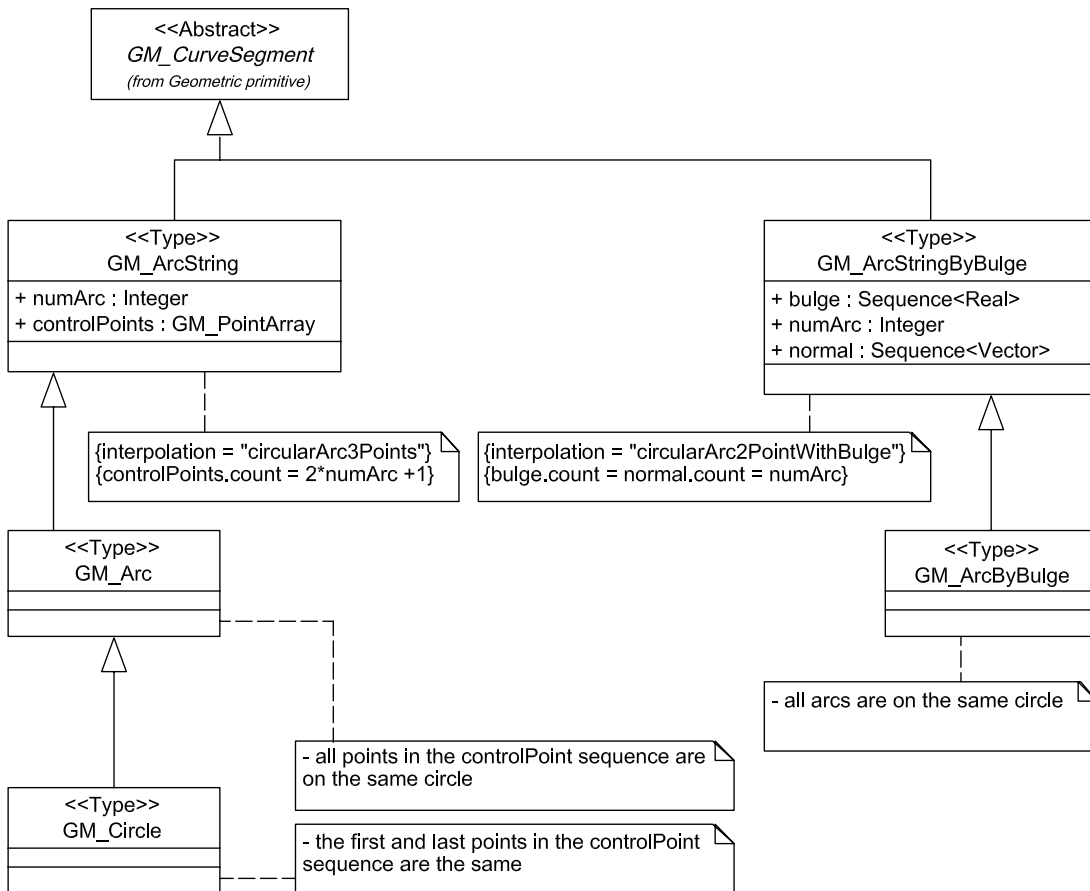 <<Abstract>>
GM_CurveSegment
(from Geometric primitive)
<<Type>>
GM_ArcString
+ numArc : Integer
+ controlPoints : GM_PointArray
<<Type>>
GM_ArcStringByBulge
+ bulge : Sequence<Real>
+ numArc : Integer
+ normal : Sequence<Vector>
{interpolation = "circularArc3Points"}
{controlPoints.count = 2*numArc +1}
{interpolation = "circularArc2PointWithBulge"}
{bulge.count = normal.count = numArc}
<<Type>>
GM_Arc
<<Type>>
GM_ArcByBulge
- all arcs are on the same circle
- all points in the controlPoint sequence are
on the same circle
<<Type>>
GM_Circle
- the first and last points in the controlPoint
sequence are the same